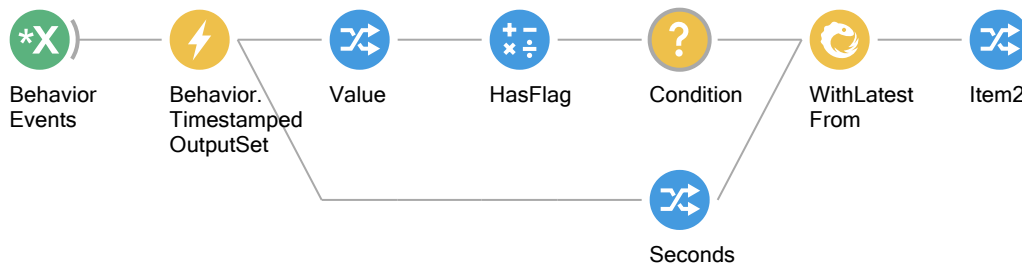 *X
Behavior
Events
Behavior.
Timestamped
OutputSet
Value
HasFlag
?
Condition
WithLatest
From
Item2
Seconds